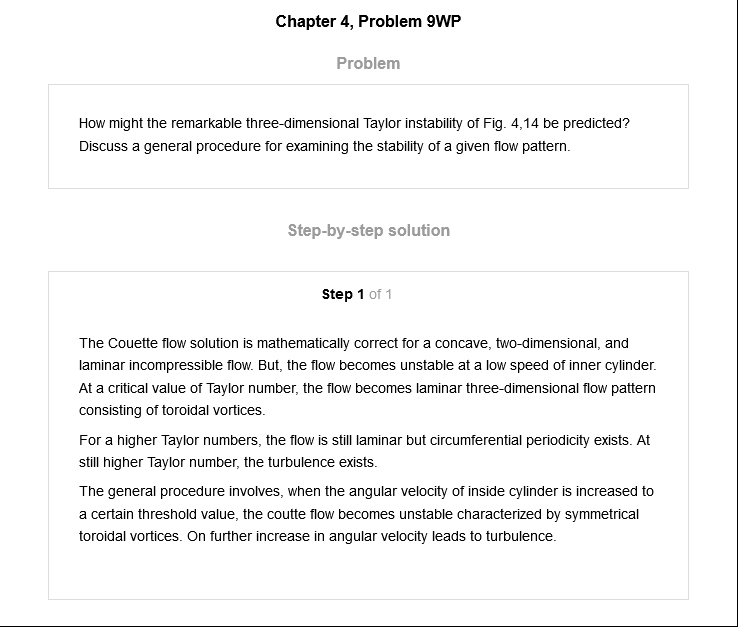 Chapter 4, Problem 9WP
Problem
How might the remarkable three-dimensional Taylor instability of Fig. 4,14 be predicted?
Discuss a general procedure for examining the stability of a given flow pattern.
Step-by-step solution
Step 1 of 1
The Couette flow solution is mathematically correct for a concave, two-dimensional, and
laminar incompressible flow. But, the flow becomes unstable at a low speed of inner cylinder.
At a critical value of Taylor number, the flow becomes laminar three-dimensional flow pattern
consisting of toroidal vortices.
For a higher Taylor numbers, the flow is still laminar but circumferential periodicity exists. At
still higher Taylor number, the turbulence exists.
The general procedure involves, when the angular velocity of inside cylinder is increased to
a certain threshold value, the coutte flow becomes unstable characterized by symmetrical
toroidal vortices. On further increase in angular velocity leads to turbulence.